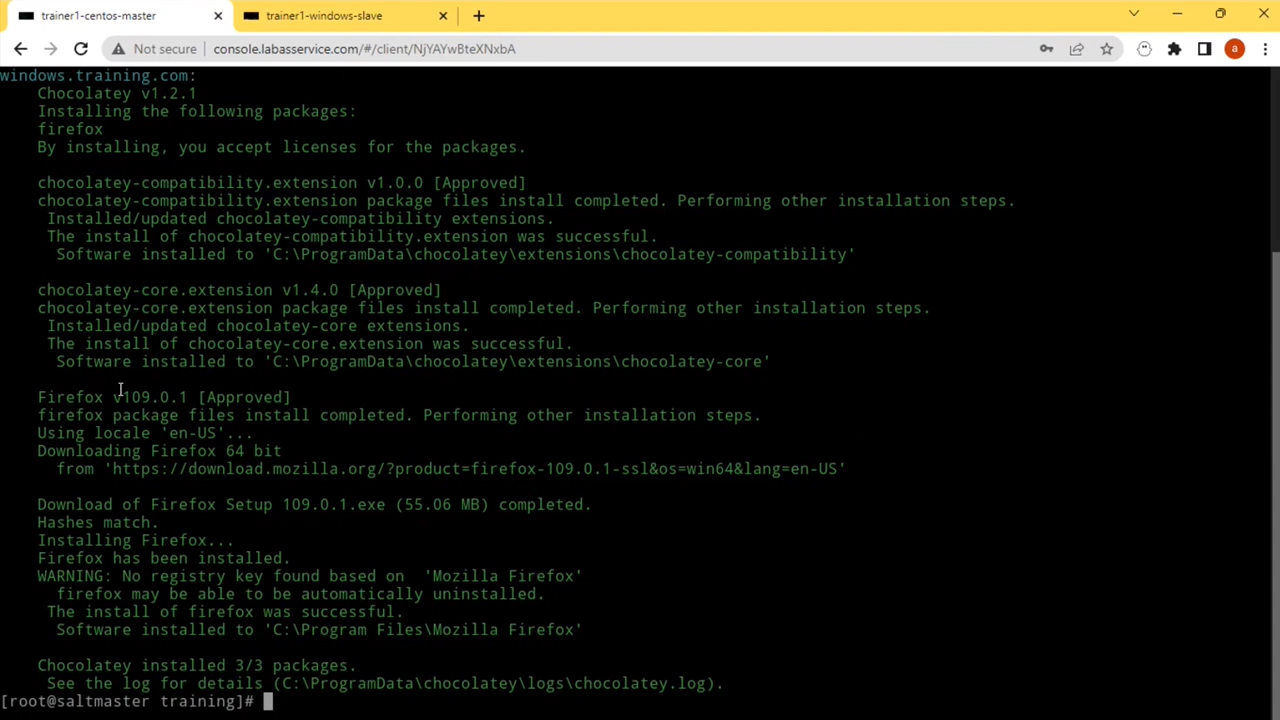 trainer1-centos-master
trainer1-windows-slave
Not secure
console.labasservice.com/#/client/NjYAYwBteXNxbA
a
windows.training.com:
Chocolatey v1.2.1
Installing the following packages:
firefox
By installing, you accept licenses for the packages.
chocolatey-compatibility.extension v1.0.0 [Approved]
chocolatey-compatibility.extension package files install completed. Performing other installation steps.
Installed/updated chocolatey-compatibility extensions.
The install of chocolatey-compatibility.extension was successful.
Software installed to 'C:\ProgramData\chocolatey\extensions\chocolatey-compatibility'
chocolatey-core.extension v1.4.0 [Approved]
chocolatey-core.extension package files install completed. Performing other installation steps.
Installed/updated chocolatey-core extensions.
The install of chocolatey-core.extension was successful.
Software installed to 'C:\ProgramData\chocolatey\extensions\chocolatey-core'
Firefox v109.0.1 [Approved]
firefox package files install completed. Performing other installation steps.
Using locale 'en-US'...
Downloading Firefox 64 bit
from 'https://download.mozilla.org/?product=firefox-109.0.1-ssl&os=win64&lang=en-US'
Download of Firefox Setup 109.0.1.exe (55.06 MB) completed.
Hashes match.
Installing Firefox...
Firefox has been installed.
WARNING: No registry key found based on  'Mozilla Firefox'
firefox may be able to be automatically uninstalled.
The install of firefox was successful.
Software installed to 'C:\Program Files\Mozilla Firefox'
Chocolatey installed 3/3 packages.
See the log for details (C:\ProgramData\chocolatey\logs\chocolatey.log).
[root@saltmaster training]#